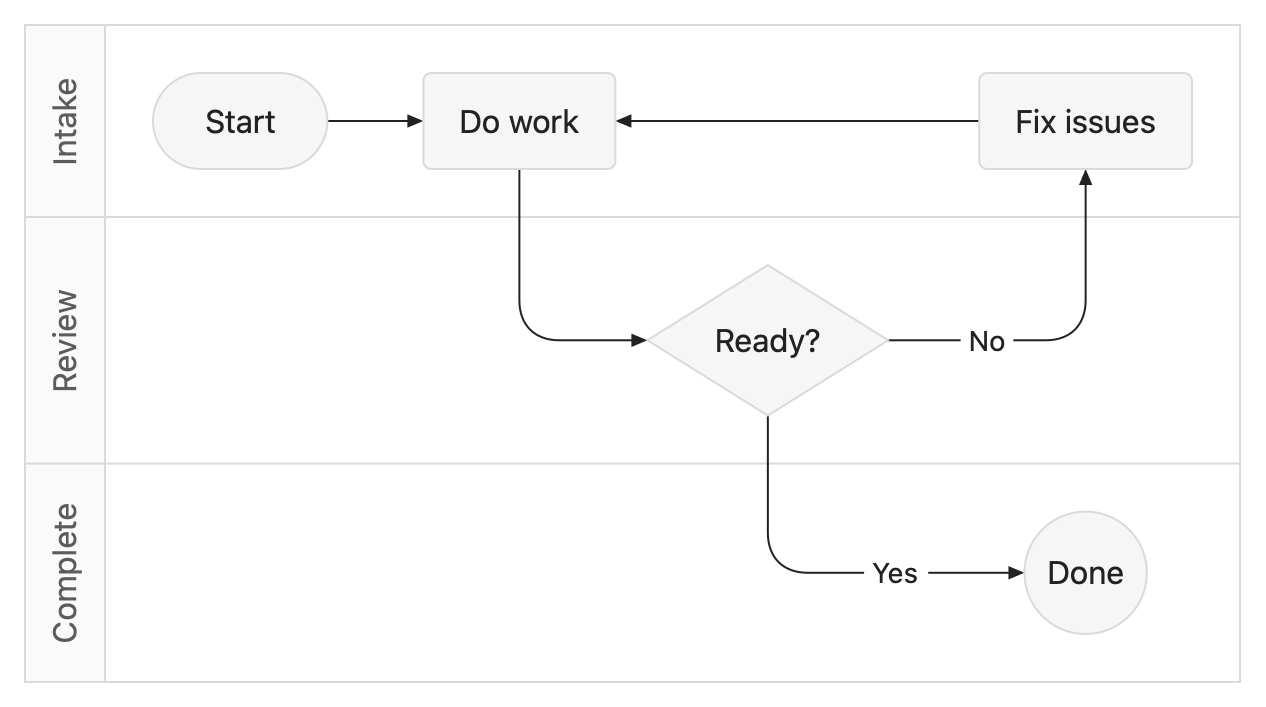 Intake
Start
Do work
Fix issues
Review
Ready?
No
Complete
Yes
Done